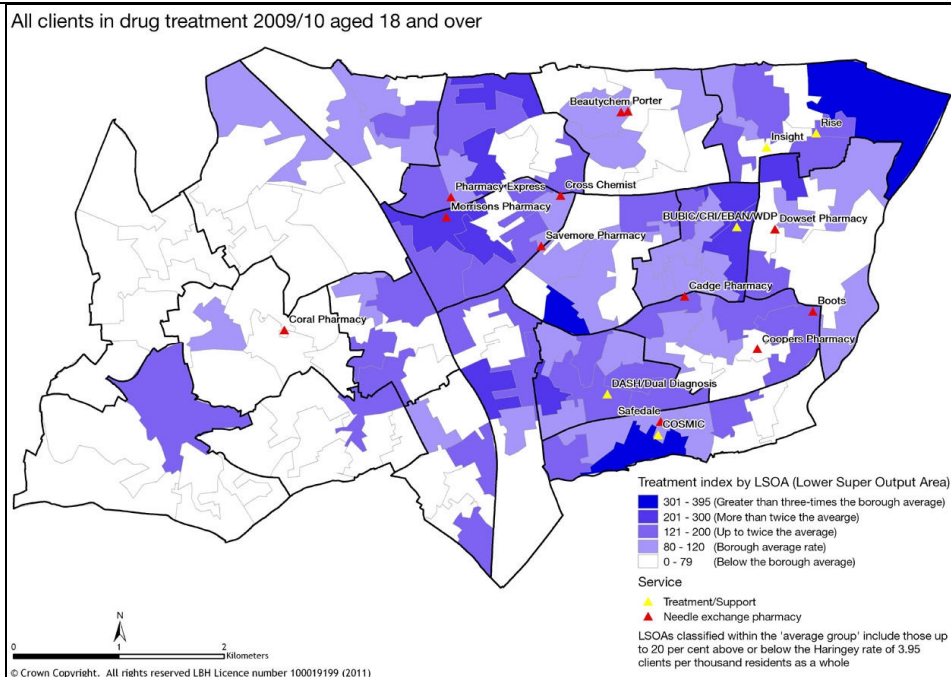 All clients in drug treatment 2009/10 aged 18 and over
Beautychem Porter
Rise
Insight
Pharmacy Express
Cross Chemist
Morrisons Pharmacy
BUBIC/CRI/EBAN/WDP
Dowset Pharmacy
Savemore Pharmacy
Cadge Pharmacy
Boots
Coral Pharmacy
Coopers Pharmacy
DASH/Dual Diagnosis
Safedale
COSMIC
Treatment index by LSOA (Lower Super Output Area)
301 - 395 (Greater than three-times the borough average)
201 - 300 (More than twice the avearge)
121 - 200 (Up to twice the average)
80 - 120 (Borough average rate)
0 - 79 (Below the borough average)
Service
Treatment/Support
Needle exchange pharmacy
LSOAs classified within the 'average group' include those up
to 20 per cent above or below the Haringey rate of 3.95
clients per thousand residents as a whole
N
0 1 2
Kilometers
© Crown Copyright. All rights reserved LBH Licence number 100019199 (2011)